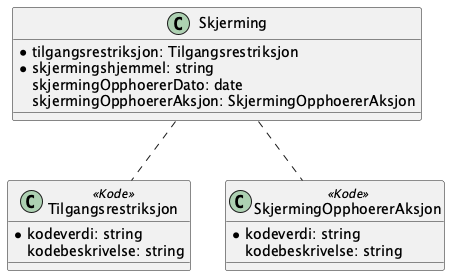 C Skjerming
* tilgangsrestriksjon: Tilgangsrestriksjon
* skjermingshjemmel: string
skjermingOpphoererDato: date
skjermingOpphoererAksjon: SkjermingOpphoererAksjon
C «Kode»
Tilgangsrestriksjon
* kodeverdi: string
kodebeskrivelse: string
C «Kode»
SkjermingOpphoererAksjon
* kodeverdi: string
kodebeskrivelse: string